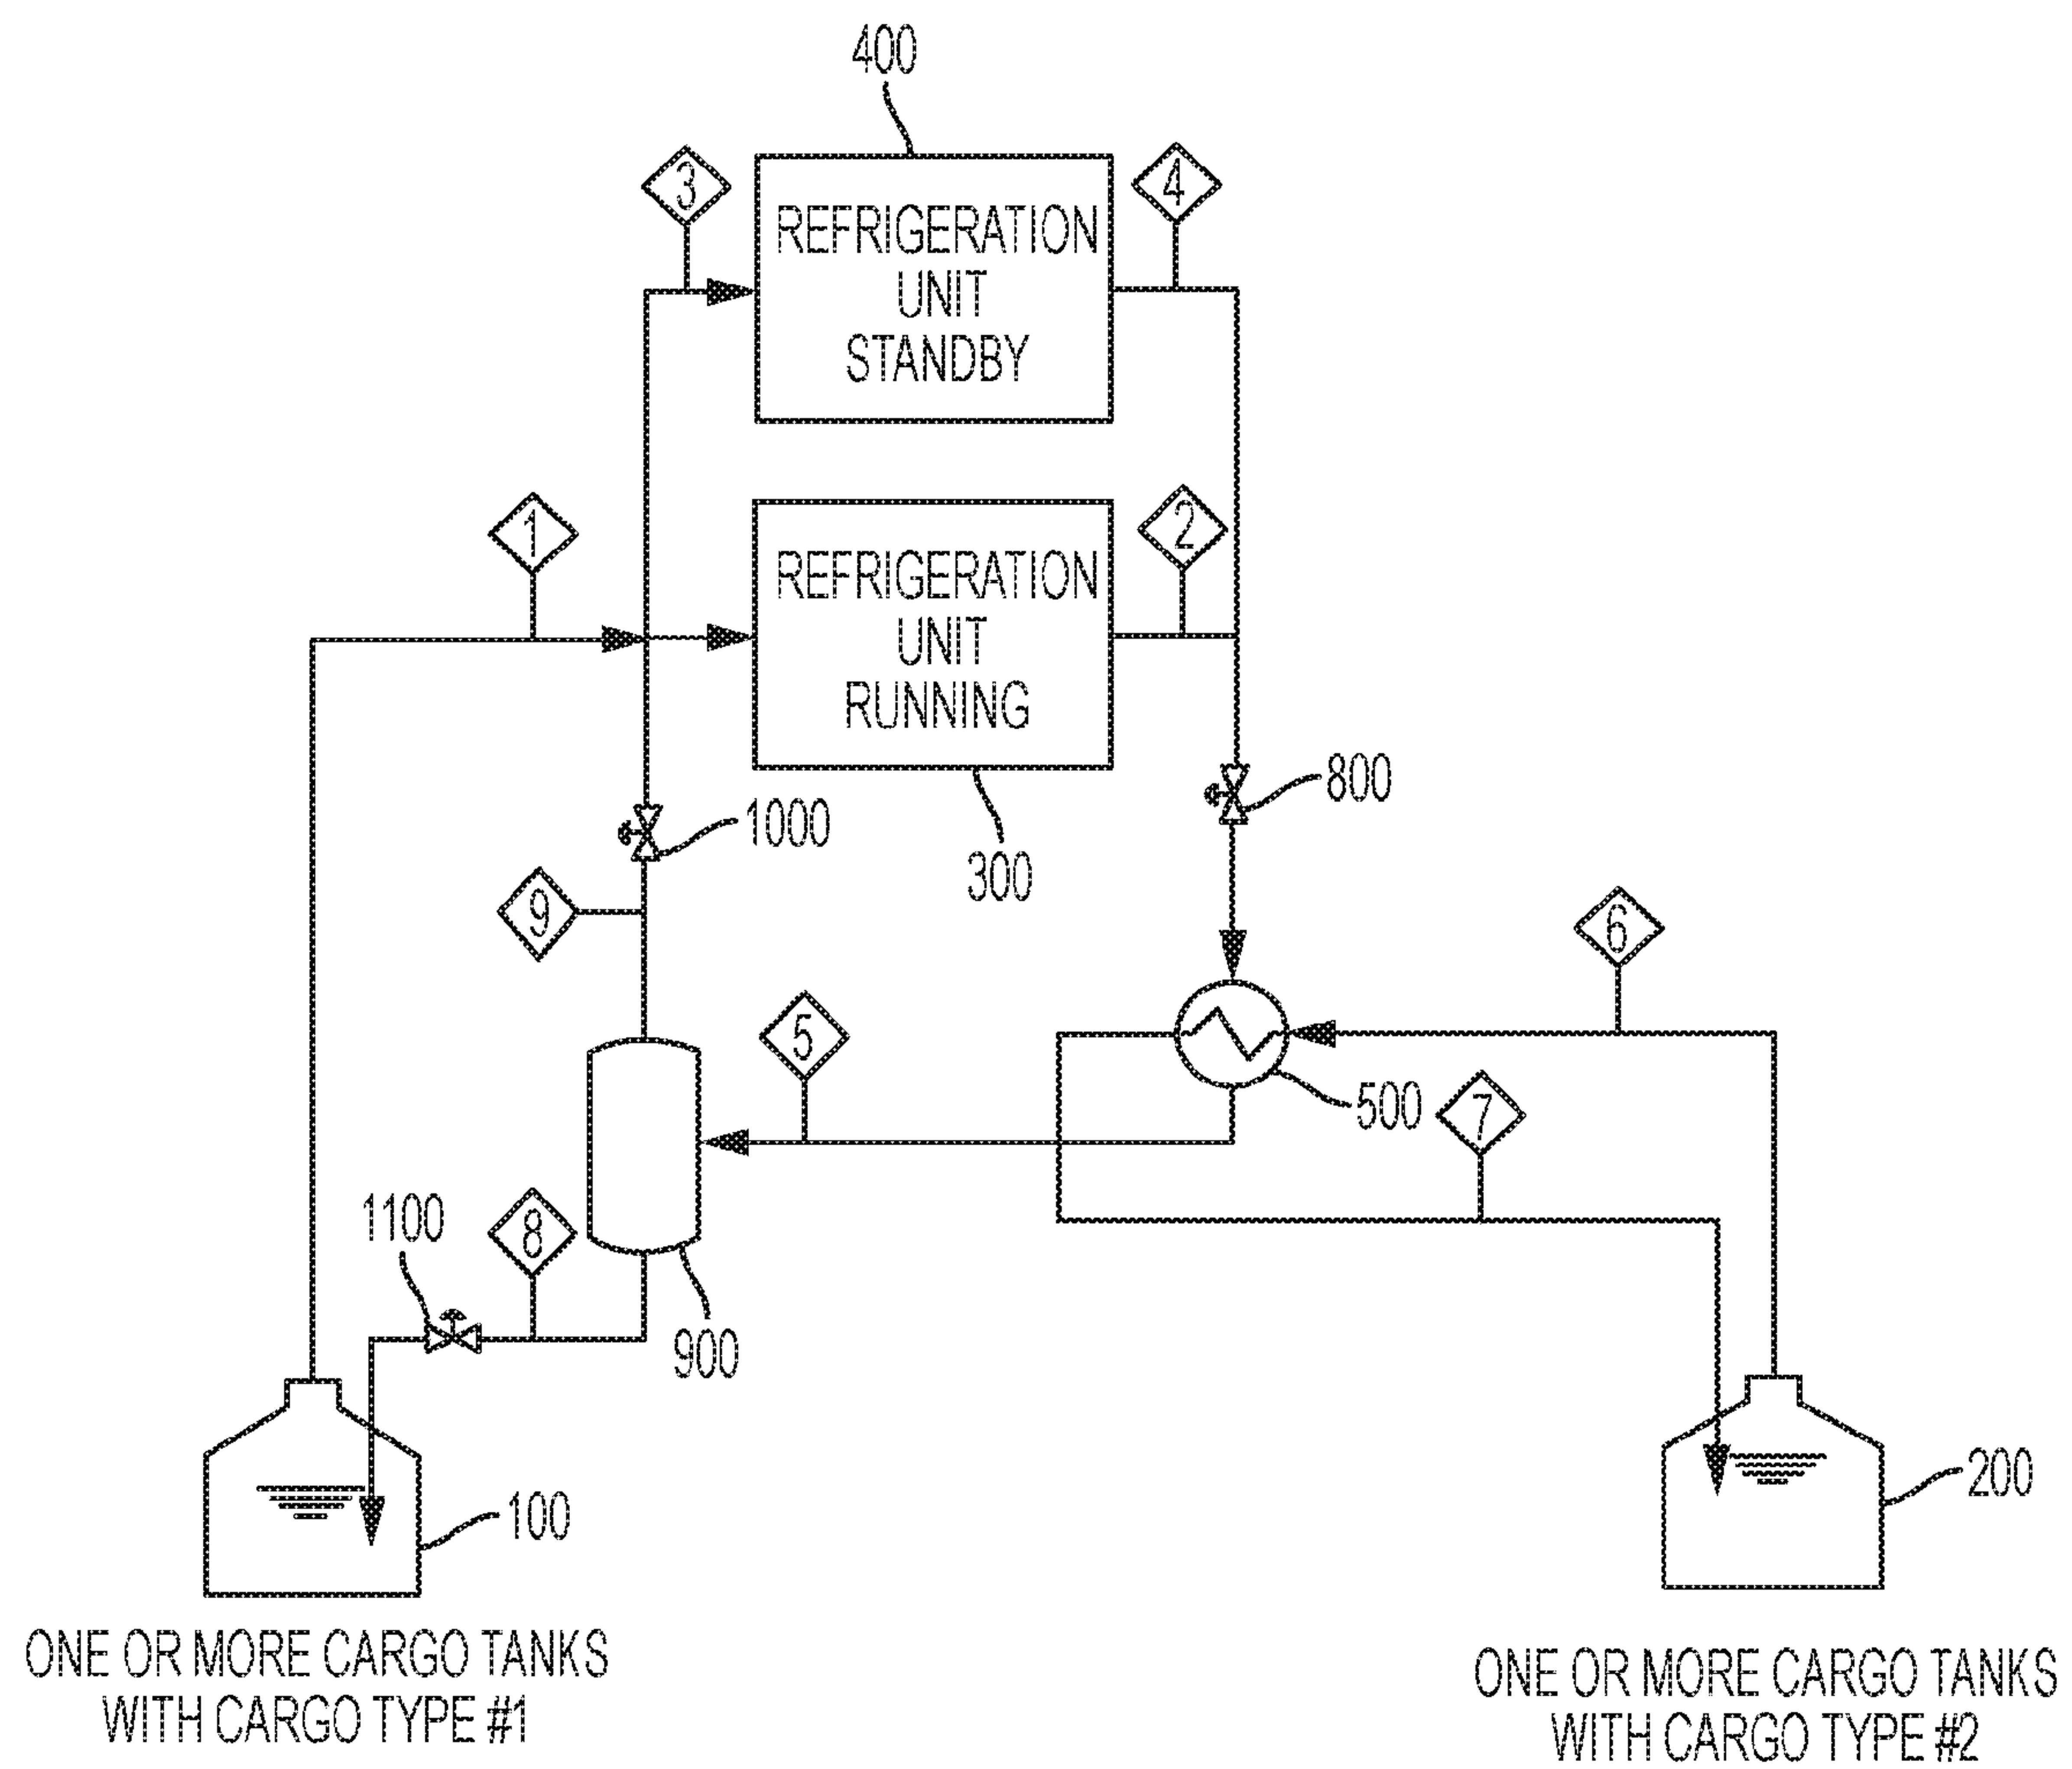 400
3
4
REFRIGERATION
UNIT
STANDBY
1
2
REFRIGERATION
UNIT
RUNNING
800
1000
300
9
6
5
500
7
1100
8
900
100
200
ONE OR MORE CARGO TANKS
WITH CARGO TYPE #1
ONE OR MORE CARGO TANKS
WITH CARGO TYPE #2